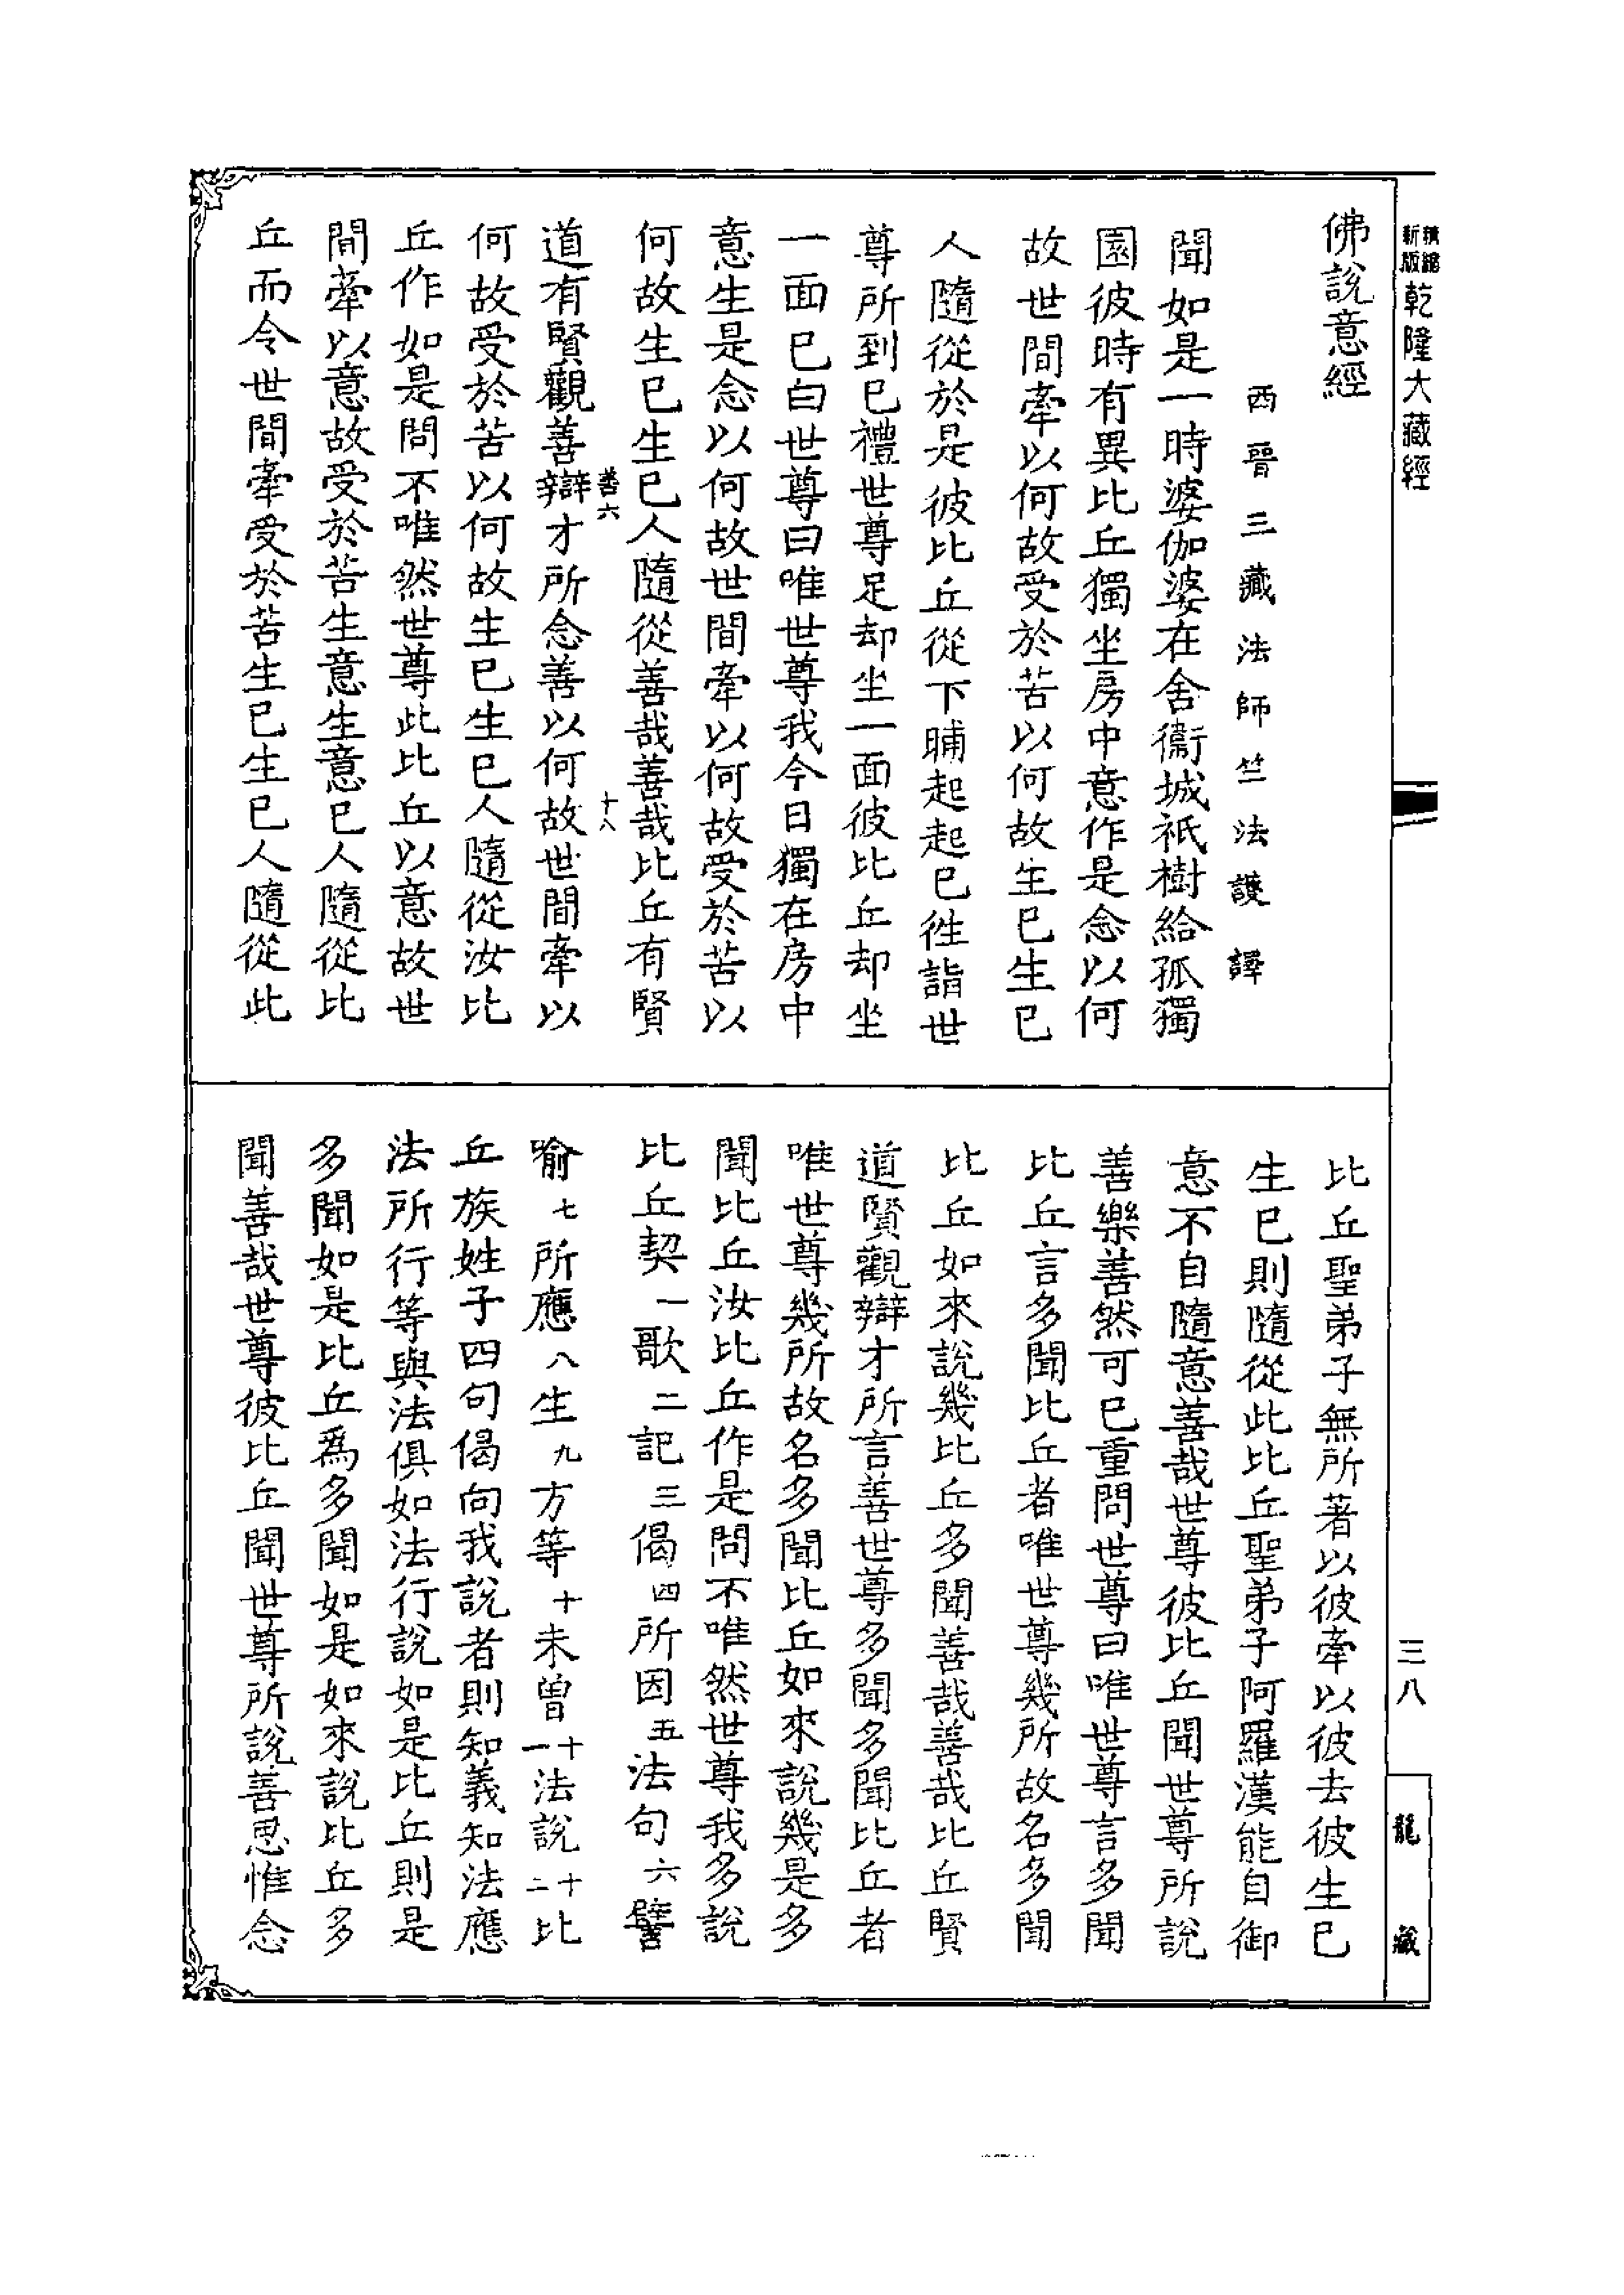 新版精縮乾隆大藏經
佛說意經
西晉三藏法師竺法護譯
聞如是一時婆伽婆在舍衞城祇樹給孤獨
園彼時有異比丘獨坐房中意作是念以何
故世間牽以何故受於苦以何故生已生已
人隨從於是彼比丘從下晡起起已徃詣世
尊所到已禮世尊足却坐一面彼比丘却坐
一面已白世尊曰唯世尊我今日獨在房中
意生是念以何故世間牽以何故受於苦以
何故生已生已人隨從善哉善哉比丘有賢
善六
十八
道有賢觀善辯才所念善以何故世間牽以
何故受於苦以何故生已生已人隨從汝比
丘作如是問不唯然世尊此比丘以意故世
間牽以意故受於苦生意生意已人隨從比
丘而令世間牽受於苦生已生已人隨從此
比丘聖弟子無所著以彼牽以彼去彼生已
生已則隨從此比丘聖弟子阿羅漢能自御
意不自隨意善哉世尊彼比丘聞世尊所說
善樂善然可已重問世尊曰唯世尊言多聞
比丘言多聞比丘者唯世尊幾所故名多聞
比丘如來說幾比丘多聞善哉善哉比丘賢
道賢觀辯才所言善世尊多聞多聞比丘者
唯世尊幾所故名多聞比丘如來說幾是多
聞比丘汝比丘作是問不唯然世尊我多說
比丘契一歌二記三偈四所因五法句六譬
喻七所應八生九方等十未曾十一法說十二比
丘族姓子四句偈向我說者則知義知法應
法所行等與法俱如法行說如是比丘則是
多聞如是比丘爲多聞如是如來說比丘多
聞善哉世尊彼比丘聞世尊所說善思惟念
三八
龍藏